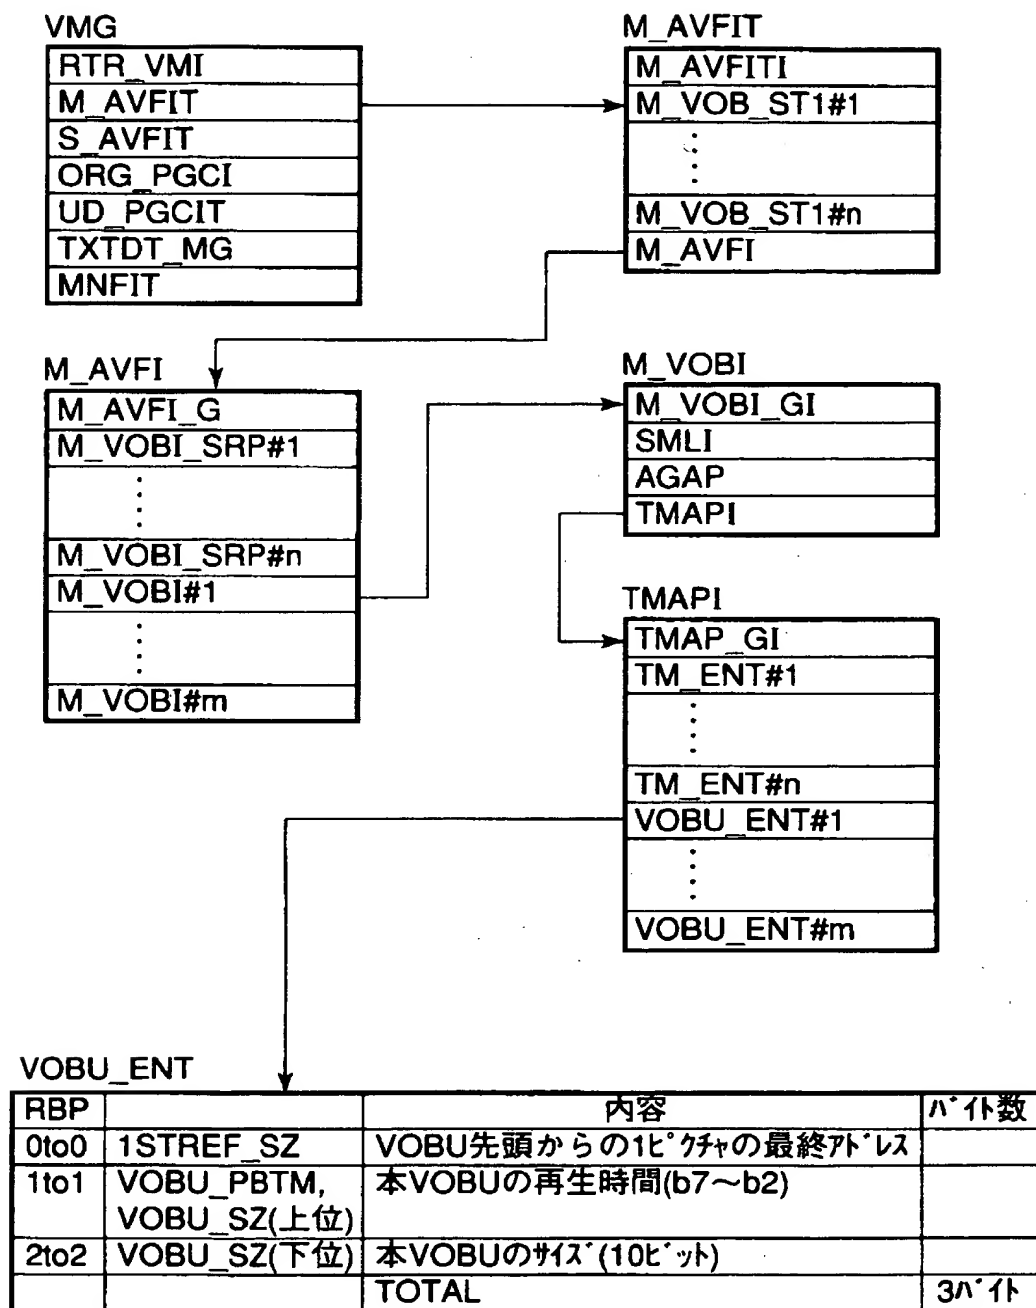 VMG
RTR_VMI
M_AVFIT
S_AVFIT
ORG_PGCI
UD_PGCIT
TXTDT_MG
MNFIT
M_AVFIT
M_AVFITI
M_VOB_ST1#1
M_VOB_ST1#n
M_AVFI
M_AVFI
M_AVFI_G
M_VOBI_SRP#1
M_VOBI_SRP#n
M_VOBI#1
M_VOBI#m
M_VOBI
M_VOBI_GI
SMLI
AGAP
TMAPI
TMAPI
TMAP_GI
TM_ENT#1
TM_ENT#n
VOBU_ENT#1
VOBU_ENT#m
VOBU_ENT
RBP 内容 バイト数
0to0 1STREF_SZ VOBU先頭からの1ピクチャの最終アドレス
1to1 VOBU_PBTM, 本VOBUの再生時間(b7～b2)
VOBU_SZ(上位)
2to2 VOBU_SZ(下位) 本VOBUのサイズ(10ビット)
TOTAL 3バイト